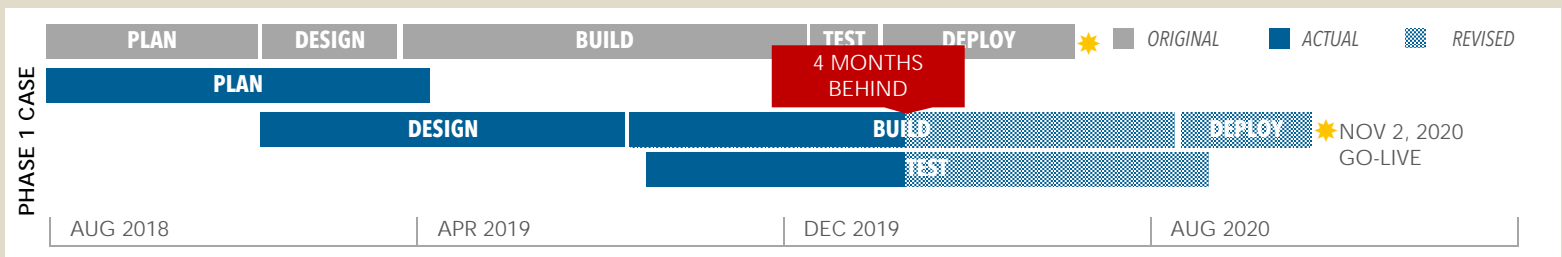 PLAN
DESIGN
BUILD
TEST
DEPLOY
ORIGINAL
ACTUAL
REVISED
4 MONTHS
BEHIND
PHASE 1 CASE
PLAN
DESIGN
BUILD
DEPLOY
NOV 2, 2020
GO-LIVE
TEST
AUG 2018
APR 2019
DEC 2019
AUG 2020